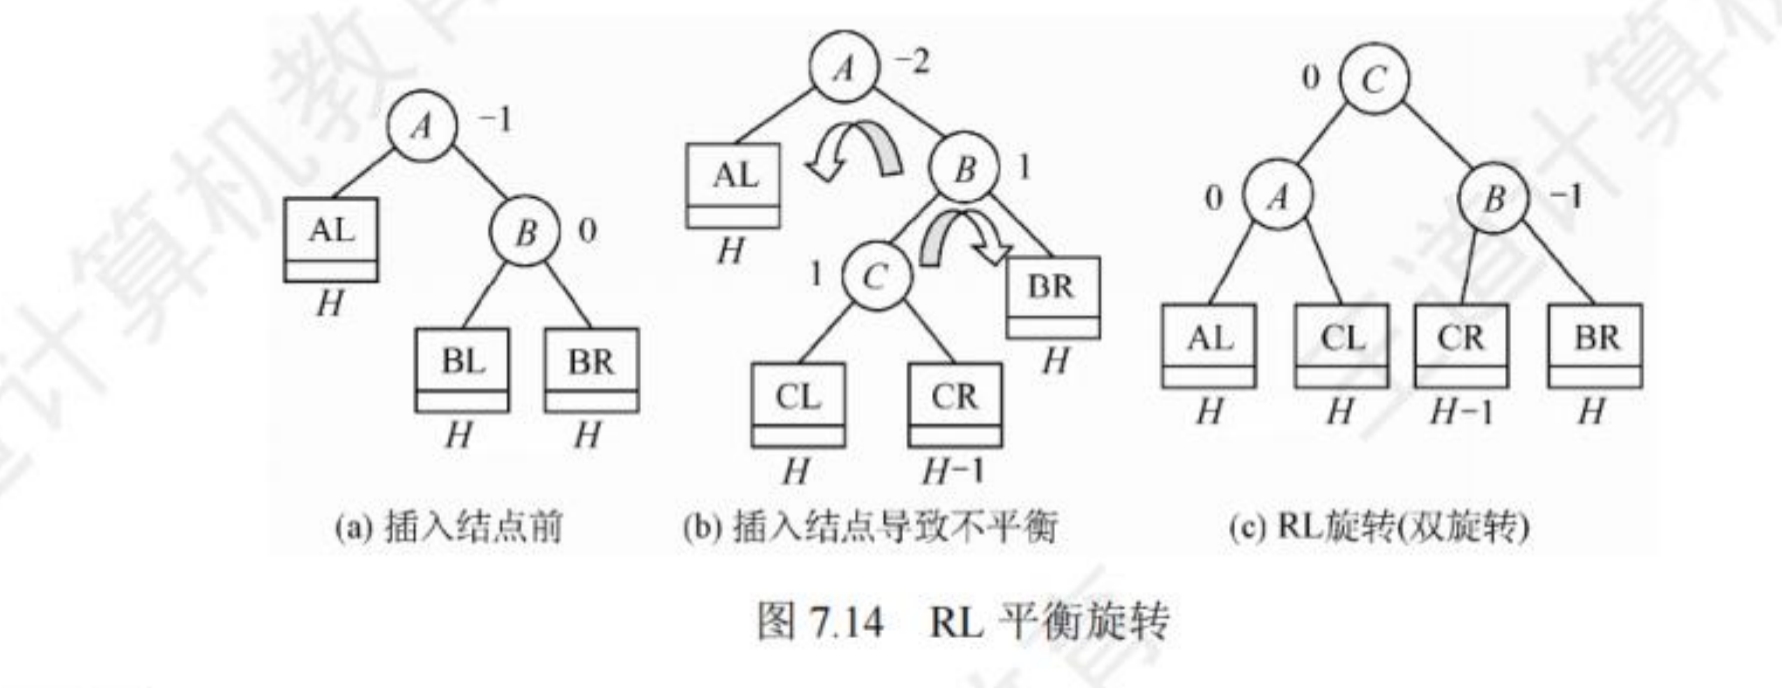 A −1
AL
H
B 0
BL BR
H H
(a) 插入结点前
A −2
AL
H
B 1
1 C
BR
H
CL CR
H H−1
(b) 插入结点导致不平衡
0 C
0 A B −1
AL CL CR BR
H H H−1 H
(c) RL旋转(双旋转)
图 7.14 RL 平衡旋转